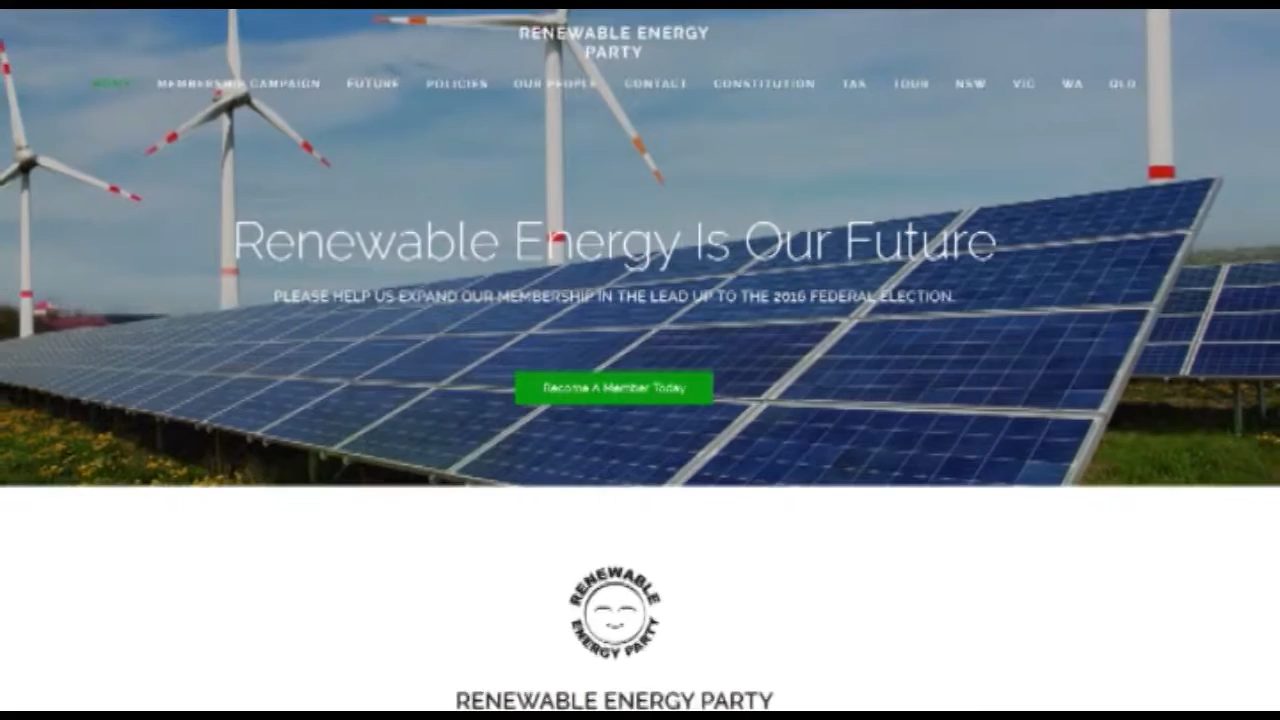 RENEWABLE ENERGY
PARTY
HOME MEMBERSHIP CAMPAIGN FUTURE POLICIES OUR PEOPLE CONTACT CONSTITUTION TAS TOUR NSW VIC WA QLD
Renewable Energy Is Our Future
PLEASE HELP US EXPAND OUR MEMBERSHIP IN THE LEAD UP TO THE 2016 FEDERAL ELECTION.
Become A Member Today
RENEWABLE
ENERGY PARTY
RENEWABLE ENERGY PARTY